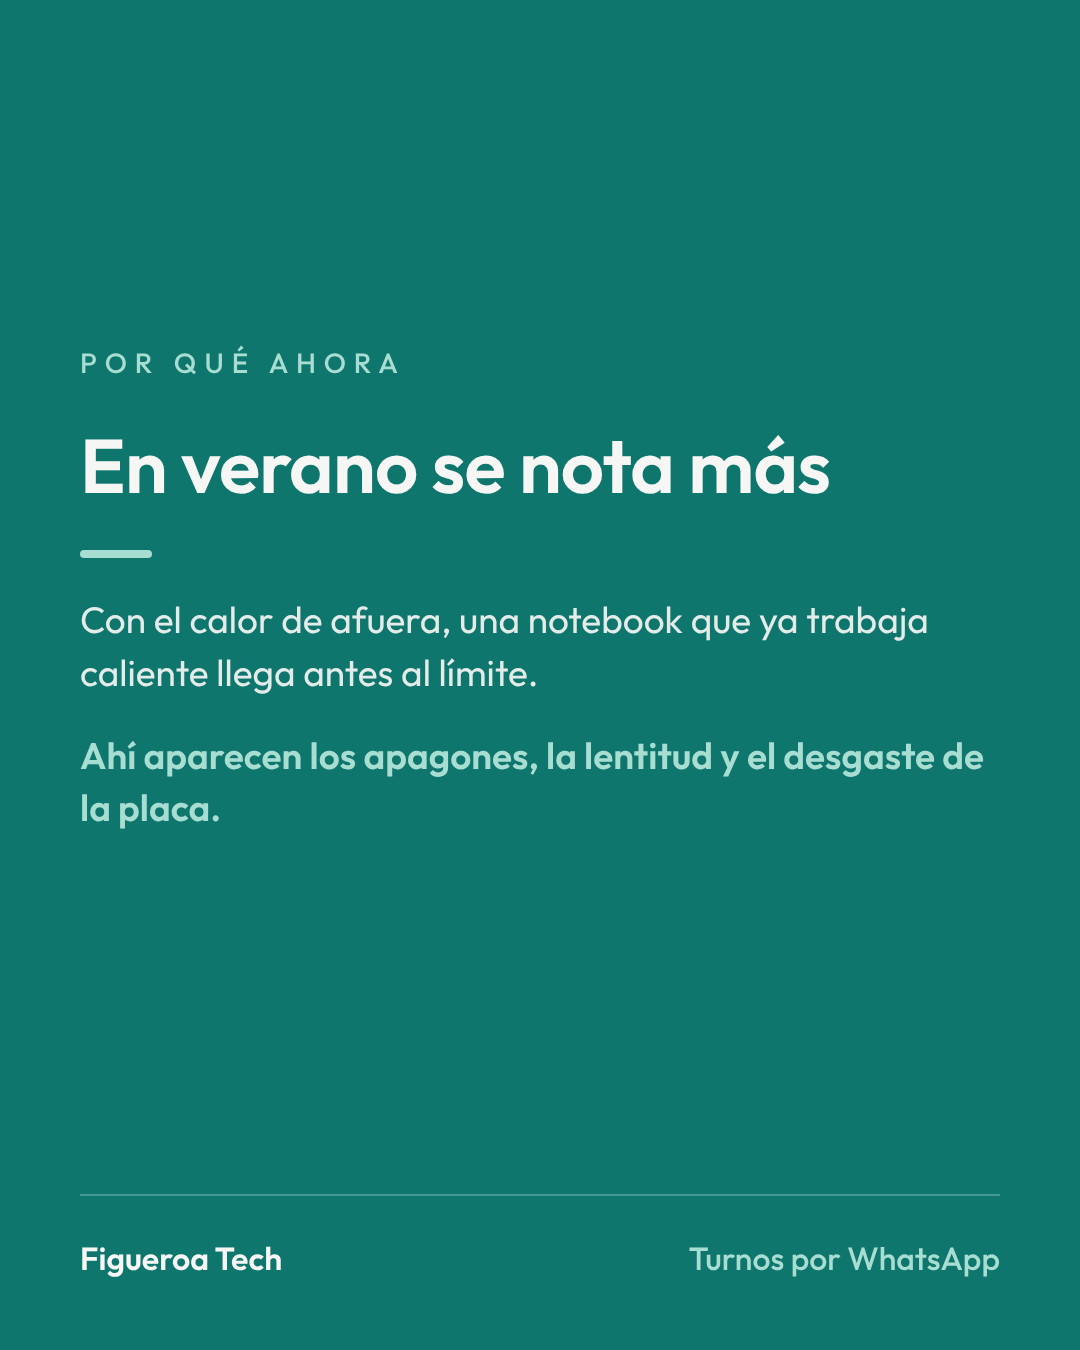 POR QUÉ AHORA
En verano se nota más
Con el calor de afuera, una notebook que ya trabaja
caliente llega antes al límite.
Ahí aparecen los apagones, la lentitud y el desgaste de
la placa.
Figueroa Tech
Turnos por WhatsApp